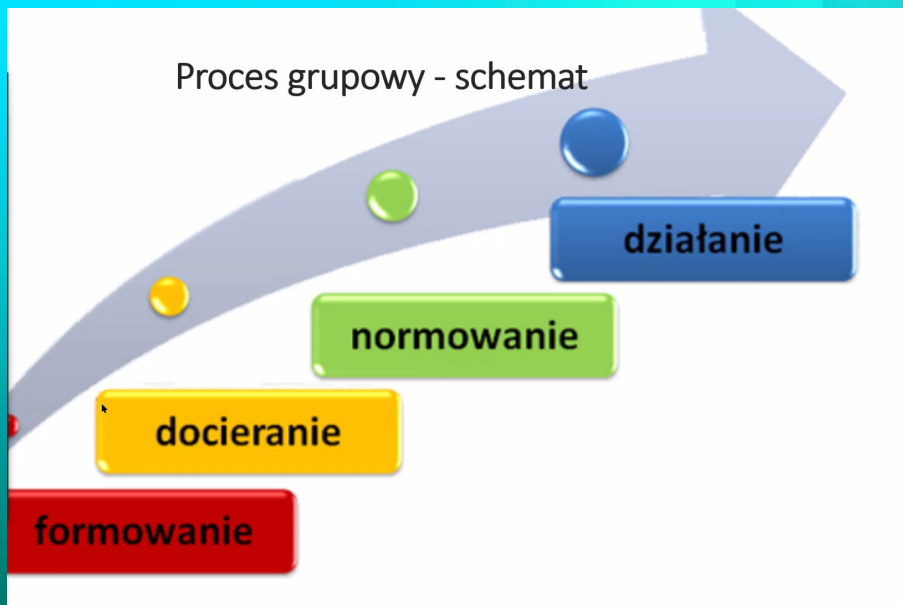 Proces grupowy - schemat
działanie
normowanie
docieranie
formowanie